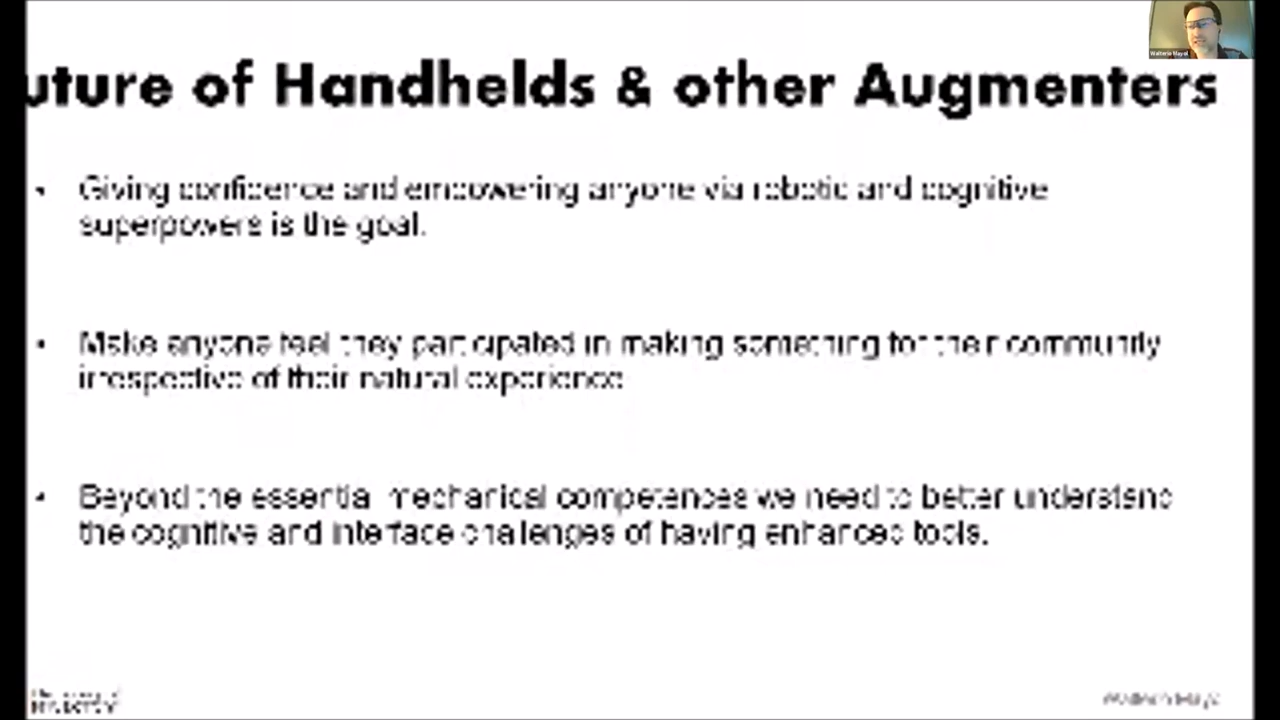 uture of Handhelds & other Augmenters
• Giving confidence and empowering anyone via robotic and cognitive
superpowers is the goal.
• Make anyone feel they participated in making something for their community
irrespective of their natural experience
• Beyond the essential mechanical competences we need to better understand
the cognitive and interface challenges of having enhanced tools.